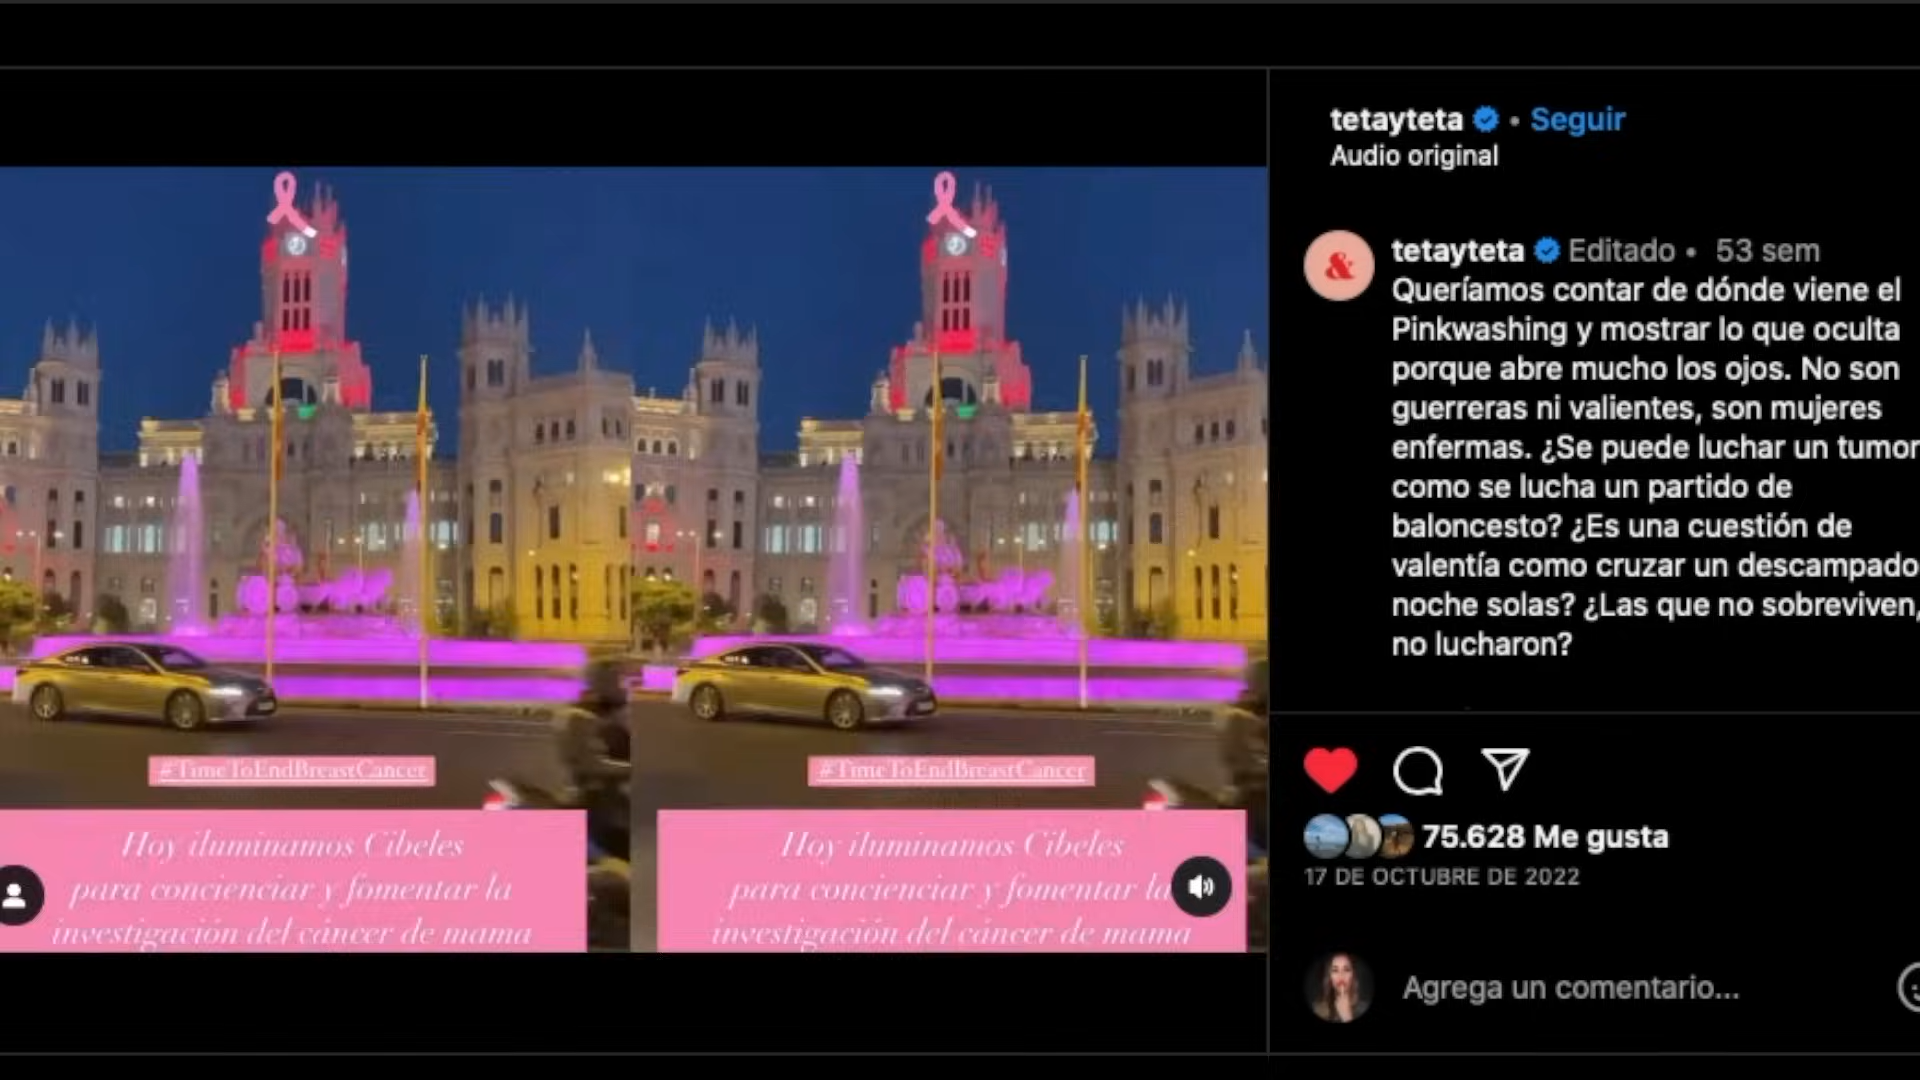 #TimeToEndBreastCancer
Hoy iluminamos Cibeles
para concienciar y fomentar la
investigación del cáncer de mama
#TimeToEndBreastCancer
Hoy iluminamos Cibeles
para concienciar y fomentar la
investigación del cáncer de mama
tetayteta • Seguir
Audio original
&
tetayteta Editado • 53 sem
Queríamos contar de dónde viene el
Pinkwashing y mostrar lo que oculta
porque abre mucho los ojos. No son
guerreras ni valientes, son mujeres
enfermas. ¿Se puede luchar un tumor
como se lucha un partido de
baloncesto? ¿Es una cuestión de
valentía como cruzar un descampado
noche solas? ¿Las que no sobreviven,
no lucharon?
75.628 Me gusta
17 DE OCTUBRE DE 2022
Agrega un comentario...